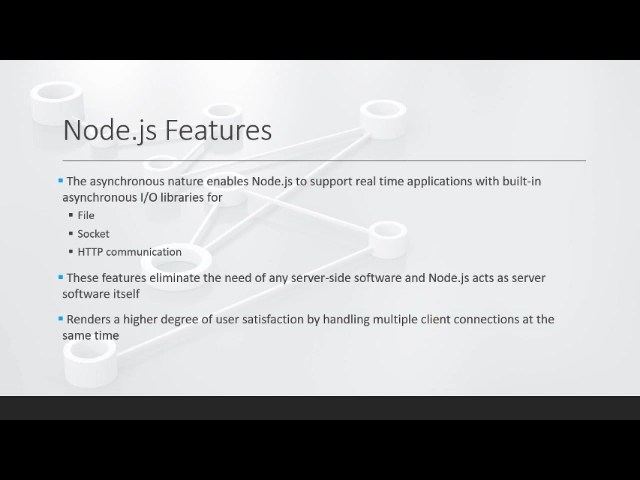 Node.js Features
The asynchronous nature enables Node.js to support real time applications with built-in
asynchronous I/O libraries for
File
Socket
HTTP communication
These features eliminate the need of any server-side software and Node.js acts as server
software itself
Renders a higher degree of user satisfaction by handling multiple client connections at the
same time